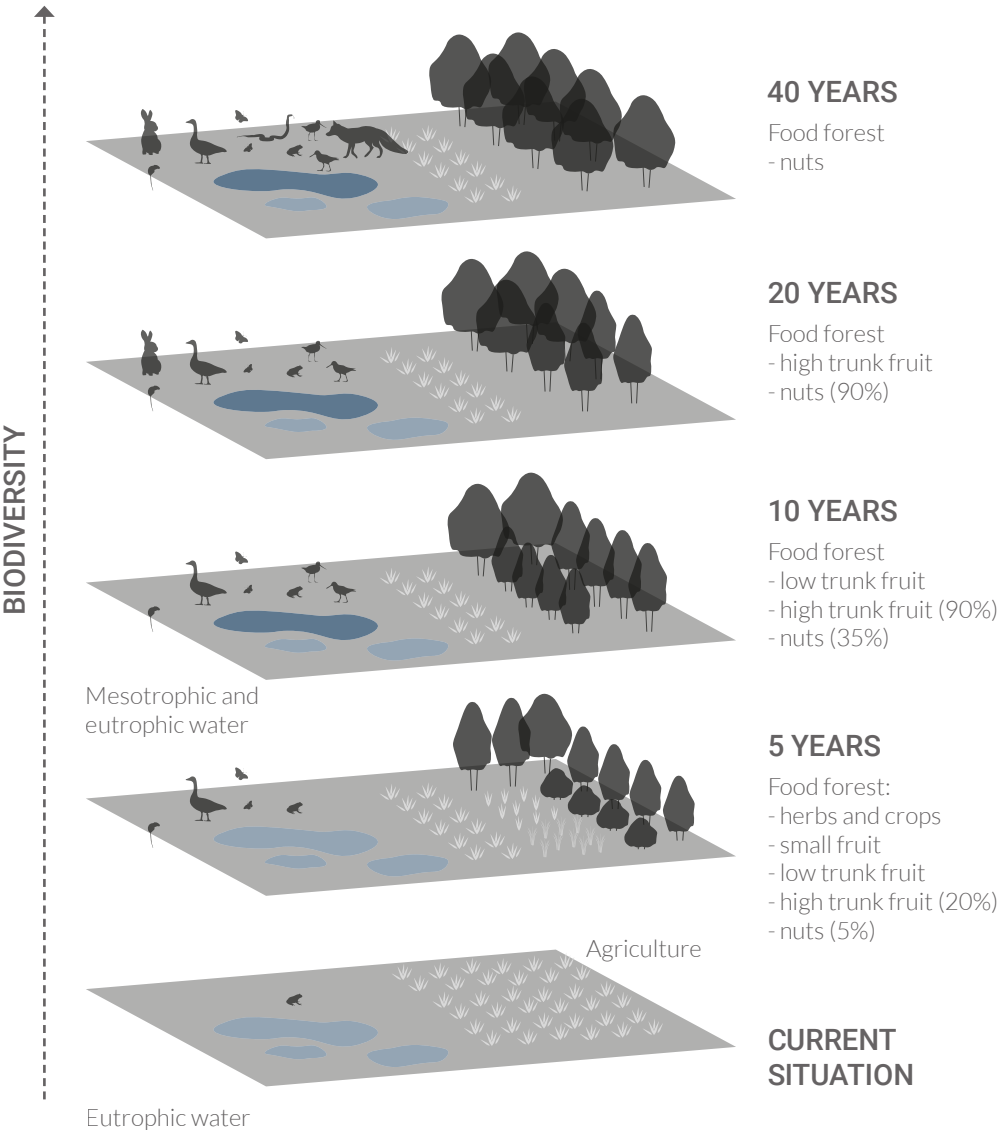 40 YEARS
Food forest
- nuts
20 YEARS
Food forest
- high trunk fruit
- nuts (90%)
BIODIVERSITY
10 YEARS
Food forest
- low trunk fruit
- high trunk fruit (90%)
- nuts (35%)
Mesotrophic and
eutrophic water
5 YEARS
Food forest:
- herbs and crops
- small fruit
- low trunk fruit
- high trunk fruit (20%)
- nuts (5%)
Agriculture
CURRENT
SITUATION
Eutrophic water